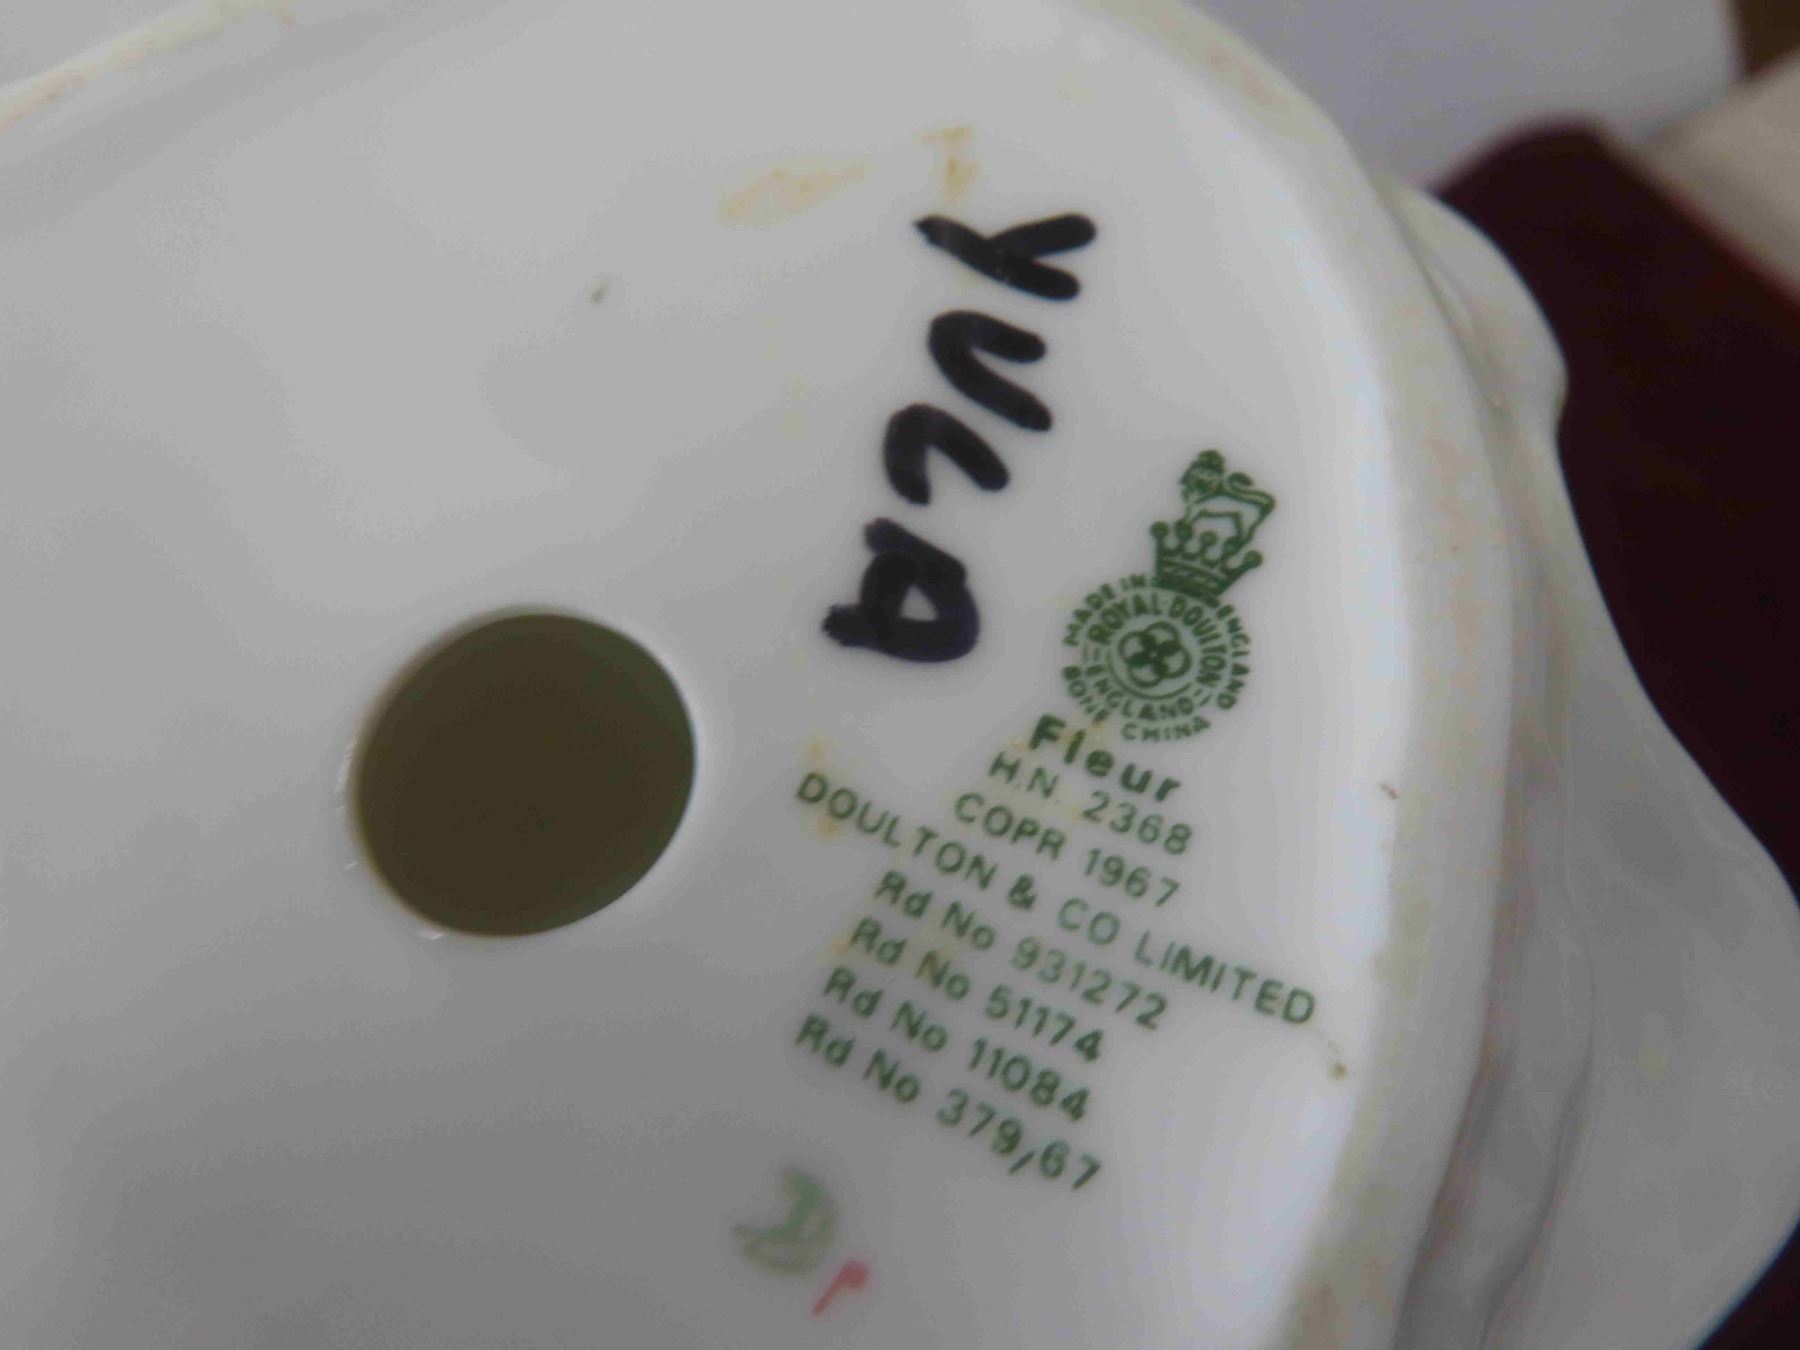 YULA
MADE IN ENGLAND
ROYAL·DOULTON
ENGLAND
BONE CHINA
Fleur
H.N. 2368
COPR 1967
DOULTON & CO LIMITED
Rd No 931272
Rd No 51174
Rd No 11084
Rd No 379/67